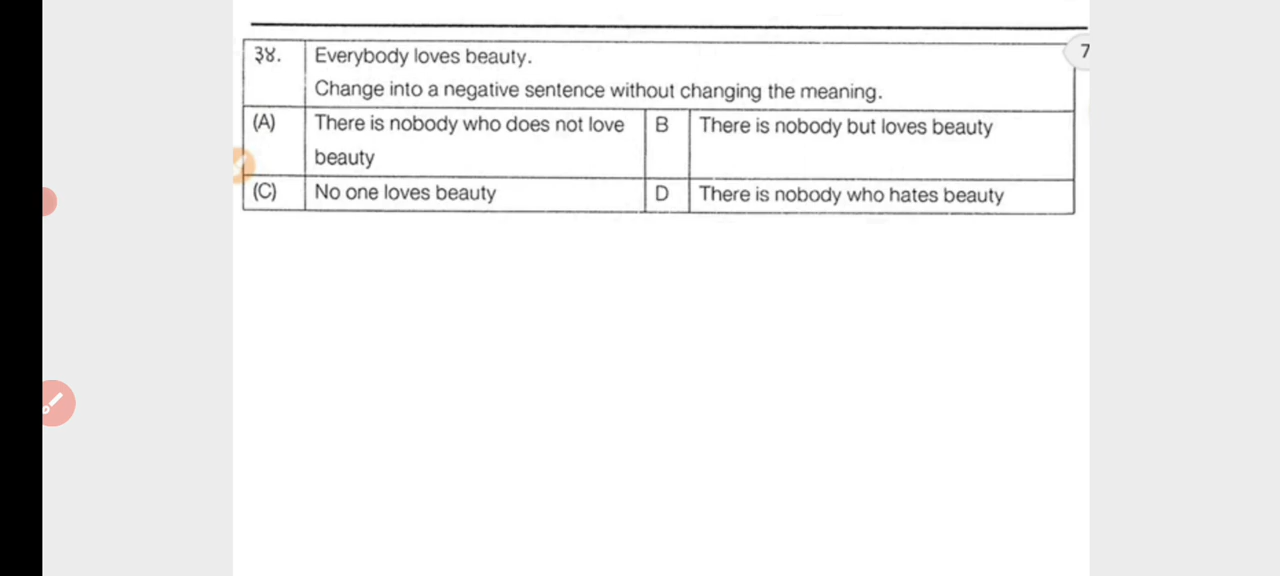 7
३४. Everybody loves beauty.
Change into a negative sentence without changing the meaning.
(A) There is nobody who does not love beauty
B There is nobody but loves beauty
(C) No one loves beauty
D There is nobody who hates beauty